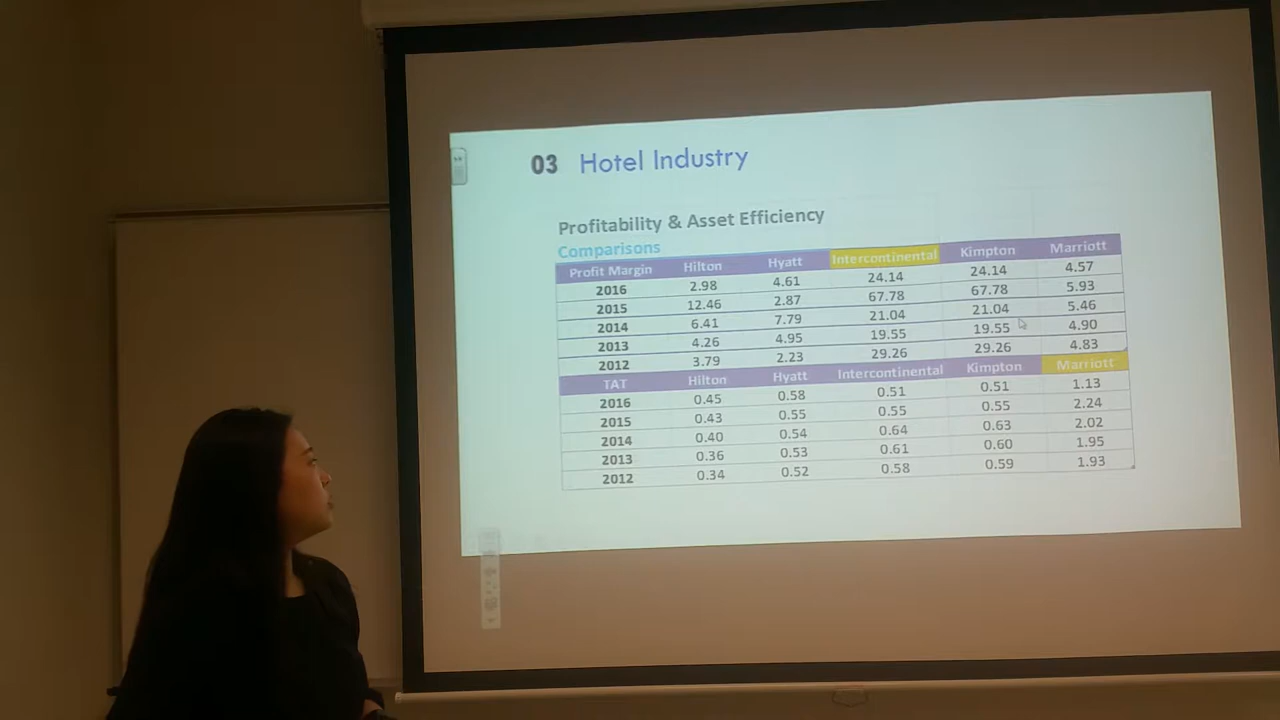 03 Hotel Industry
Profitability & Asset Efficiency
Comparisons
Profit Margin Hilton Hyatt Intercontinental Kimpton Marriott
2016 2.98 4.61 24.14 24.14 4.57
2015 12.46 2.87 67.78 67.78 5.93
2014 6.41 7.79 21.04 21.04 5.46
2013 4.26 4.95 19.55 19.55 4.90
2012 3.79 2.23 29.26 29.26 4.83
TAT Hilton Hyatt Intercontinental Kimpton Marriott
2016 0.45 0.58 0.51 0.51 1.13
2015 0.43 0.55 0.55 0.55 2.24
2014 0.40 0.54 0.64 0.63 2.02
2013 0.36 0.53 0.61 0.60 1.95
2012 0.34 0.52 0.58 0.59 1.93